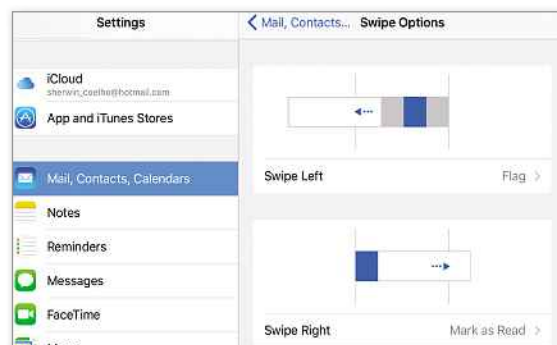 Settings
iCloud
sherwin_coelho@hotmail.com
App and iTunes Stores
Mail, Contacts, Calendars
Notes
Reminders
Messages
FaceTime
Mail, Contacts... Swipe Options
Swipe Left Flag
Swipe Right Mark as Read